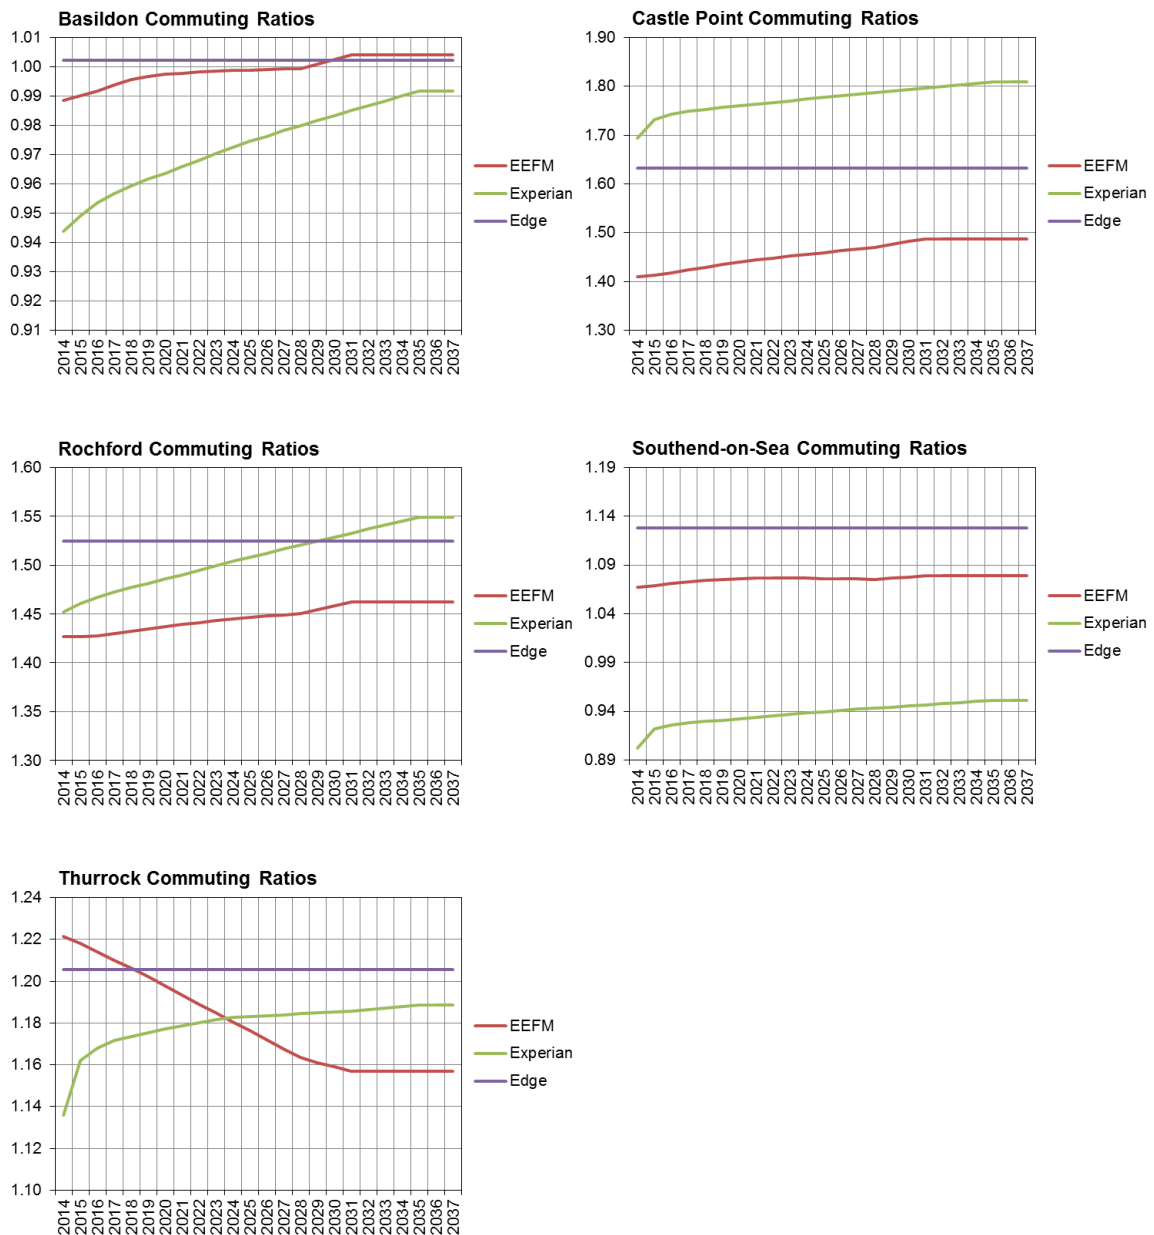 Basildon Commuting Ratios
1.01
1.00
0.99
0.98
0.97
0.96
0.95
0.94
0.93
0.92
0.91
2014 2015 2016 2017 2018 2019 2020 2021 2022 2023 2024 2025 2026 2027 2028 2029 2030 2031 2032 2033 2034 2035 2036 2037
EEFM
Experian
Edge
Castle Point Commuting Ratios
1.90
1.80
1.70
1.60
1.50
1.40
1.30
2014 2015 2016 2017 2018 2019 2020 2021 2022 2023 2024 2025 2026 2027 2028 2029 2030 2031 2032 2033 2034 2035 2036 2037
EEFM
Experian
Edge
Rochford Commuting Ratios
1.60
1.55
1.50
1.45
1.40
1.35
1.30
2014 2015 2016 2017 2018 2019 2020 2021 2022 2023 2024 2025 2026 2027 2028 2029 2030 2031 2032 2033 2034 2035 2036 2037
EEFM
Experian
Edge
Southend-on-Sea Commuting Ratios
1.19
1.14
1.09
1.04
0.99
0.94
0.89
2014 2015 2016 2017 2018 2019 2020 2021 2022 2023 2024 2025 2026 2027 2028 2029 2030 2031 2032 2033 2034 2035 2036 2037
EEFM
Experian
Edge
Thurrock Commuting Ratios
1.24
1.22
1.20
1.18
1.16
1.14
1.12
1.10
2014 2015 2016 2017 2018 2019 2020 2021 2022 2023 2024 2025 2026 2027 2028 2029 2030 2031 2032 2033 2034 2035 2036 2037
EEFM
Experian
Edge